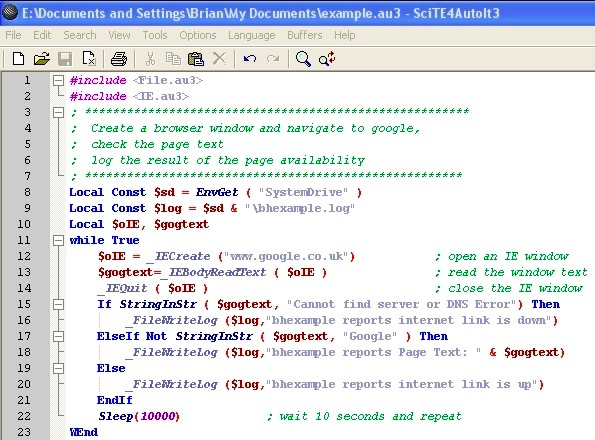 E:\Documents and Settings\Brian\My Documents\example.au3 - SciTE4AutoIt3
File Edit Search View Tools Options Language Buffers Help
1 #include <File.au3>
2 #include <IE.au3>
3 ; *****************************************************
4 ; Create a browser window and navigate to google,
5 ; check the page text
6 ; log the result of the page availability
7 ; ****************************************************
8 Local Const $sd = EnvGet ( "SystemDrive" )
9 Local Const $log = $sd & "\bhexample.log"
10 Local $oIE, $gogtext
11 while True
12 $oIE = _IECreate ("www.google.co.uk") ; open an IE window
13 $gogtext=_IEBodyReadText ( $oIE ) ; read the window text
14 _IEQuit ( $oIE ) ; close the IE window
15 If StringInStr ( $gogtext, "Cannot find server or DNS Error") Then
16 _FileWriteLog ($log,"bhexample reports internet link is down")
17 ElseIf Not StringInStr ( $gogtext, "Google" ) Then
18 _FileWriteLog ($log,"bhexample reports Page Text: " & $gogtext)
19 Else
20 _FileWriteLog ($log,"bhexample reports internet link is up")
21 EndIf
22 Sleep(10000) ; wait 10 seconds and repeat
23 WEnd